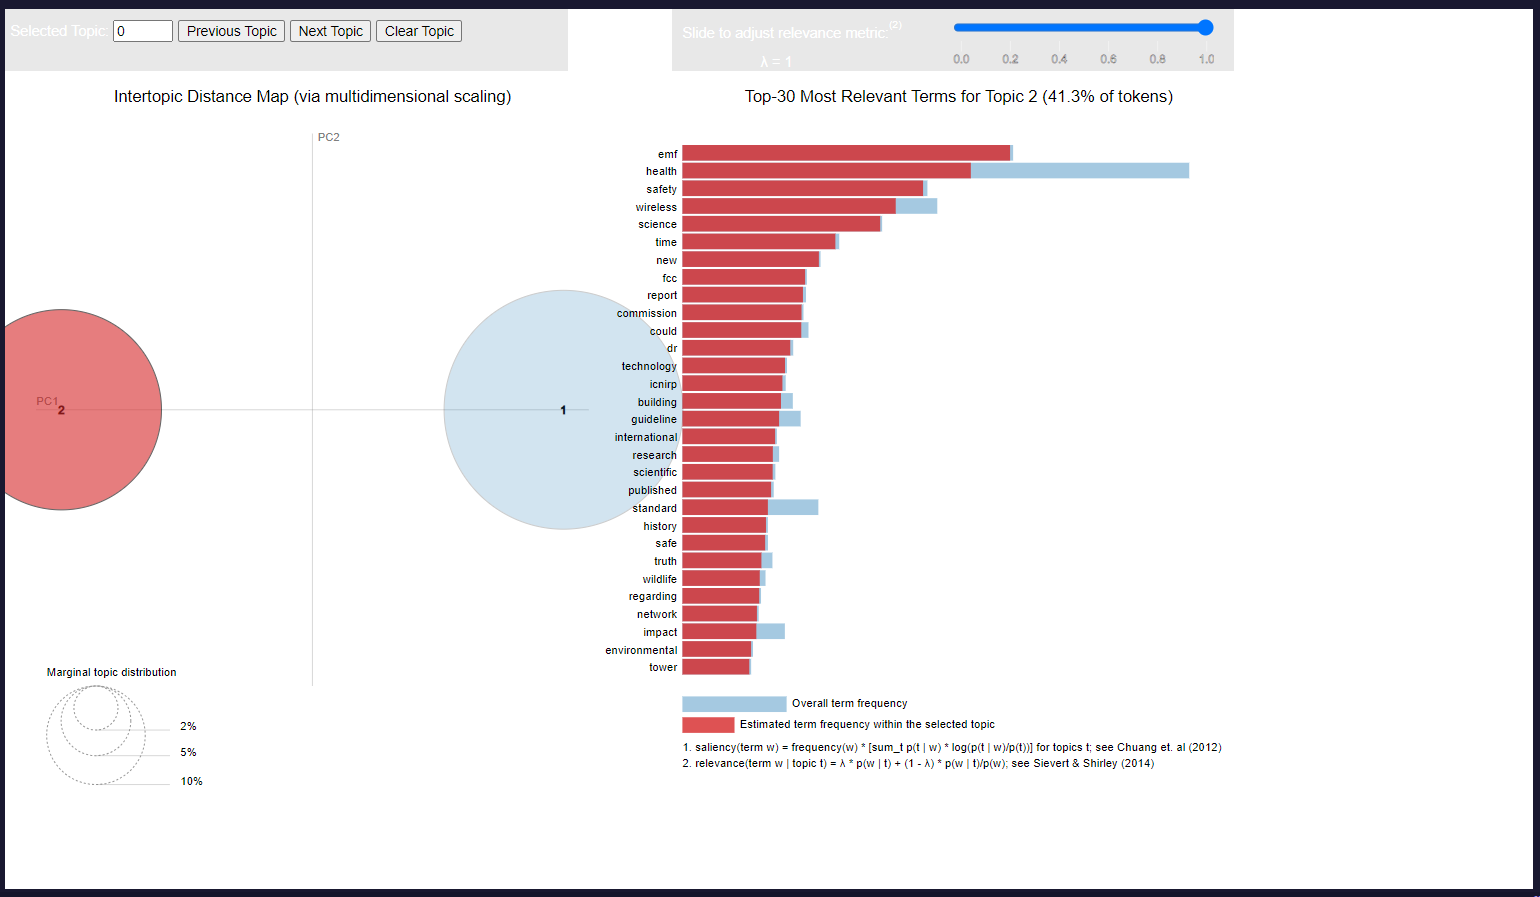 Selected Topic: 0 Previous Topic Next Topic Clear Topic
Slide to adjust relevance metric:(2)
λ = 1
0.0 0.2 0.4 0.6 0.8 1.0
Intertopic Distance Map (via multidimensional scaling)
PC2
PC1
2
1
Marginal topic distribution
2%
5%
10%
Top-30 Most Relevant Terms for Topic 2 (41.3% of tokens)
emf
health
safety
wireless
science
time
new
fcc
report
commission
could
dr
technology
icnirp
building
guideline
international
research
scientific
published
standard
history
safe
truth
wildlife
regarding
network
impact
environmental
tower
Overall term frequency
Estimated term frequency within the selected topic
1. saliency(term w) = frequency(w) * [sum_t p(t | w) * log(p(t | w)/p(t))] for topics t; see Chuang et. al (2012)
2. relevance(term w | topic t) = λ * p(w | t) + (1 - λ) * p(w | t)/p(w); see Sievert & Shirley (2014)